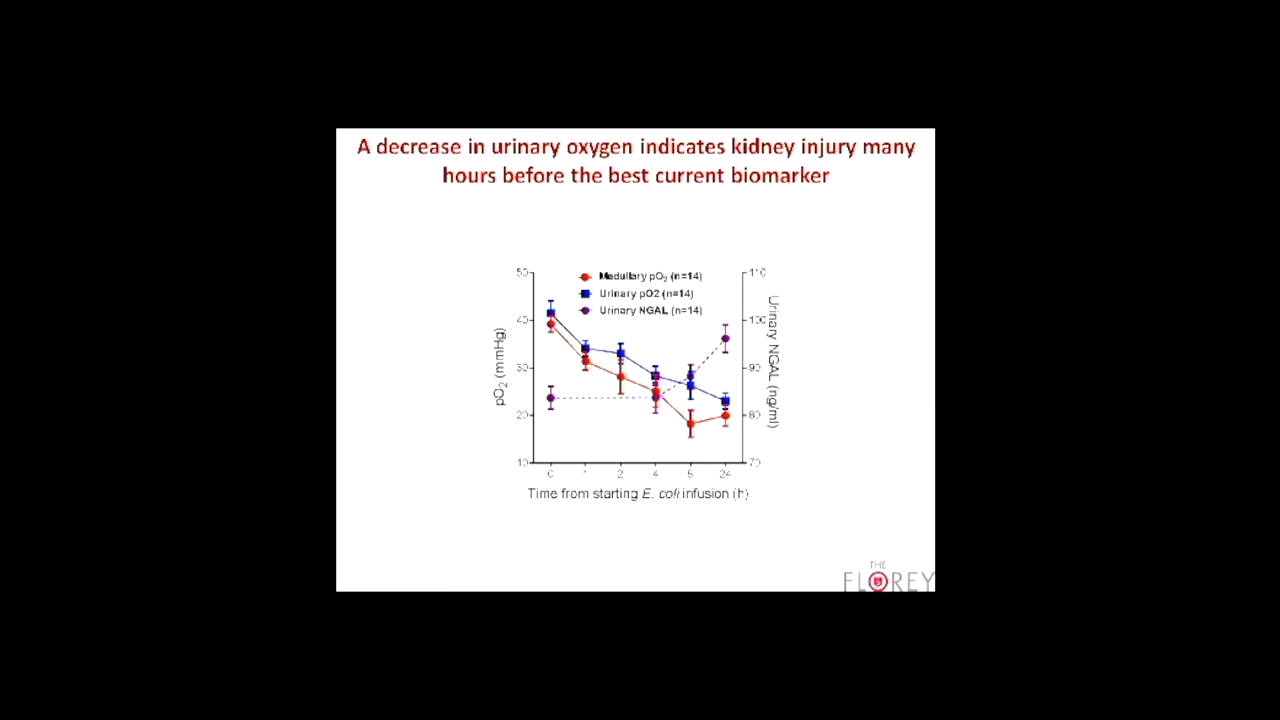 A decrease in urinary oxygen indicates kidney injury many
hours before the best current biomarker
Medullary pO2 (n=14)
Urinary pO2 (n=14)
Urinary NGAL (n=14)
50
40
30
20
10
pO2 (mmHg)
110
100
90
80
70
Urinary NGAL (ng/ml)
0 1 2 4 24
Time from starting E. coli infusion (h)
THE
FLOREY